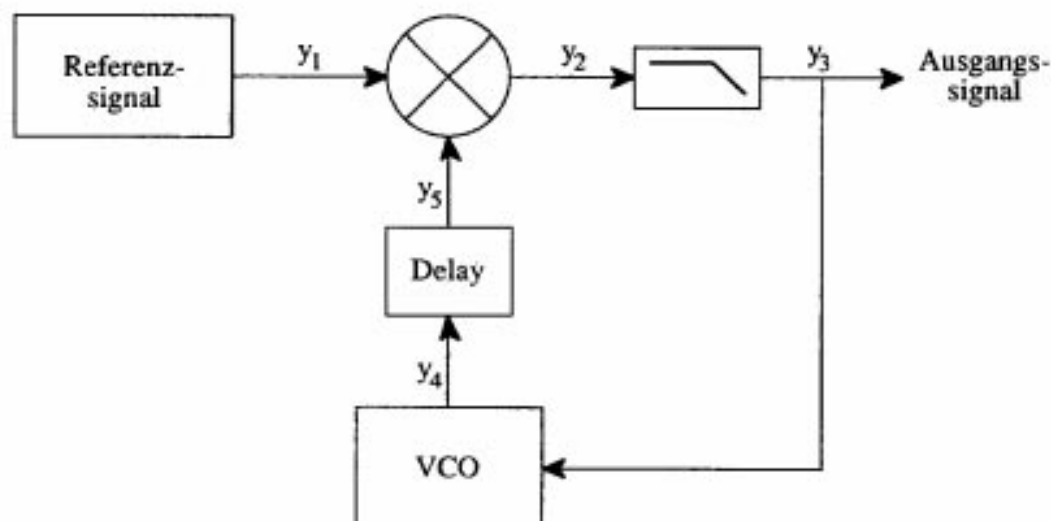 Referenz-
signal
y1
y2
y3
Ausgangs-
signal
y5
Delay
y4
VCO